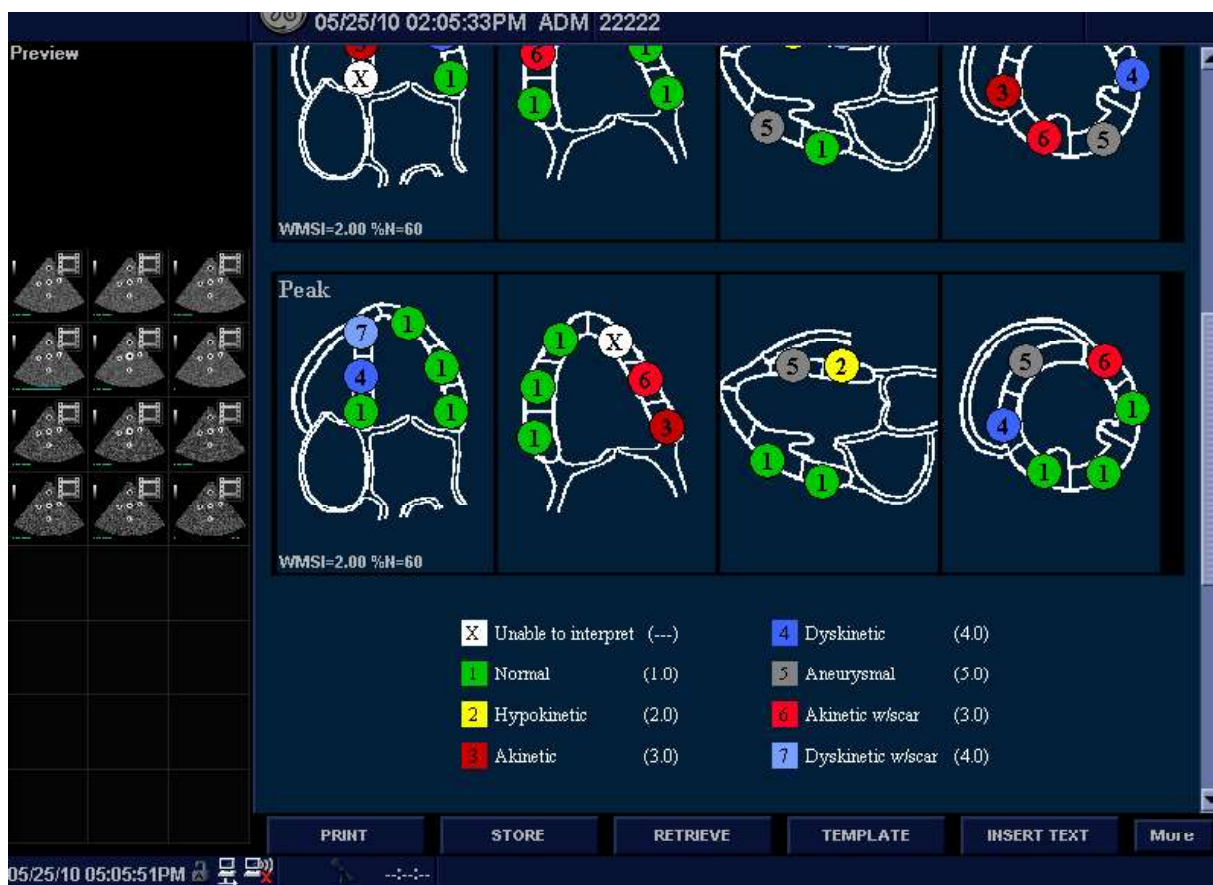 05/25/10 02:05:33PM ADM 22222
Preview
X 1
6 1 1
5 1
3 4 6 5
WMSI=2.00 %N=60
Peak
7 1 4 1 1 1
1 X 1 6 1 3
5 2 1 1
5 6 4 1 1 1
WMSI=2.00 %N=60
X Unable to interpret (---)
4 Dyskinetic (4.0)
1 Normal (1.0)
5 Aneurysmal (5.0)
2 Hypokinetic (2.0)
6 Akinetic w/scar (3.0)
3 Akinetic (3.0)
7 Dyskinetic w/scar (4.0)
PRINT STORE RETRIEVE TEMPLATE INSERT TEXT More
05/25/10 05:05:51PM --:--:--